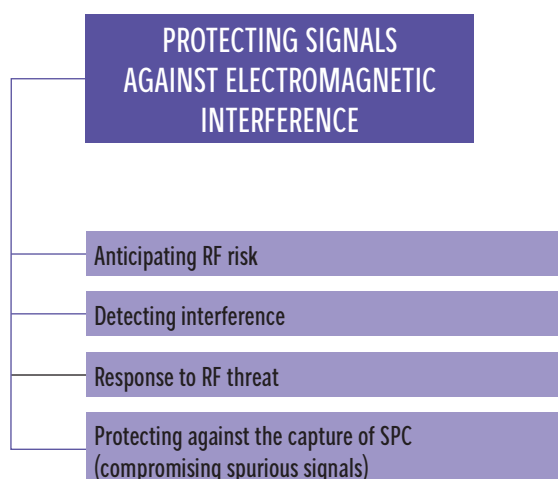 PROTECTING SIGNALS
AGAINST ELECTROMAGNETIC
INTERFERENCE
Anticipating RF risk
Detecting interference
Response to RF threat
Protecting against the capture of SPC
(compromising spurious signals)